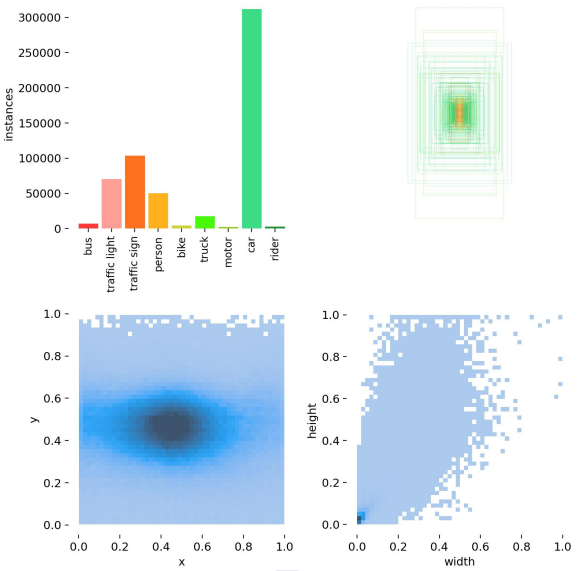 300000
250000
200000
150000
100000
50000
0
instances
bus
traffic light
traffic sign
person
bike
truck
motor
car
rider
1.0
0.8
0.6
0.4
0.2
0.0
y
0.0 0.2 0.4 0.6 0.8 1.0
x
1.0
0.8
0.6
0.4
0.2
0.0
height
0.0 0.2 0.4 0.6 0.8 1.0
width